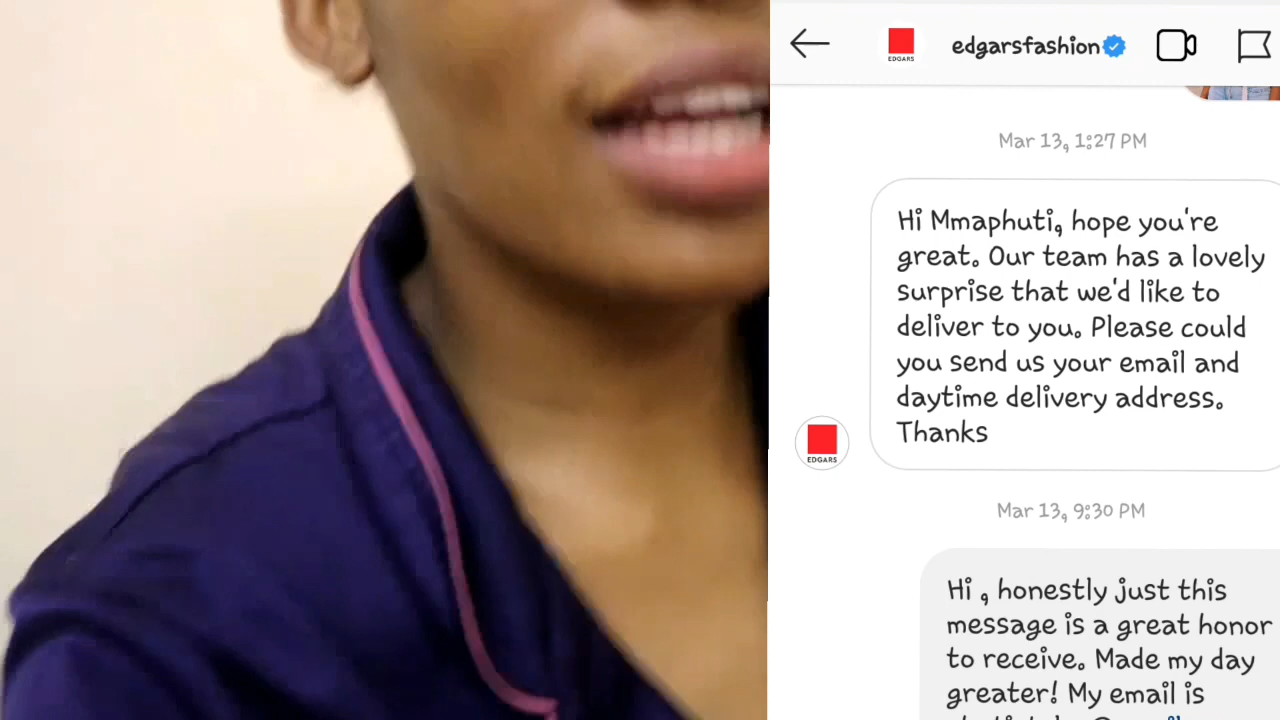 EDGARS
edgarsfashion
Mar 13, 1:27 PM
Hi Mmaphuti, hope you're
great. Our team has a lovely
surprise that we'd like to
deliver to you. Please could
you send us your email and
daytime delivery address.
Thanks
EDGARS
Mar 13, 9:30 PM
Hi , honestly just this
message is a great honor
to receive. Made my day
greater! My email is